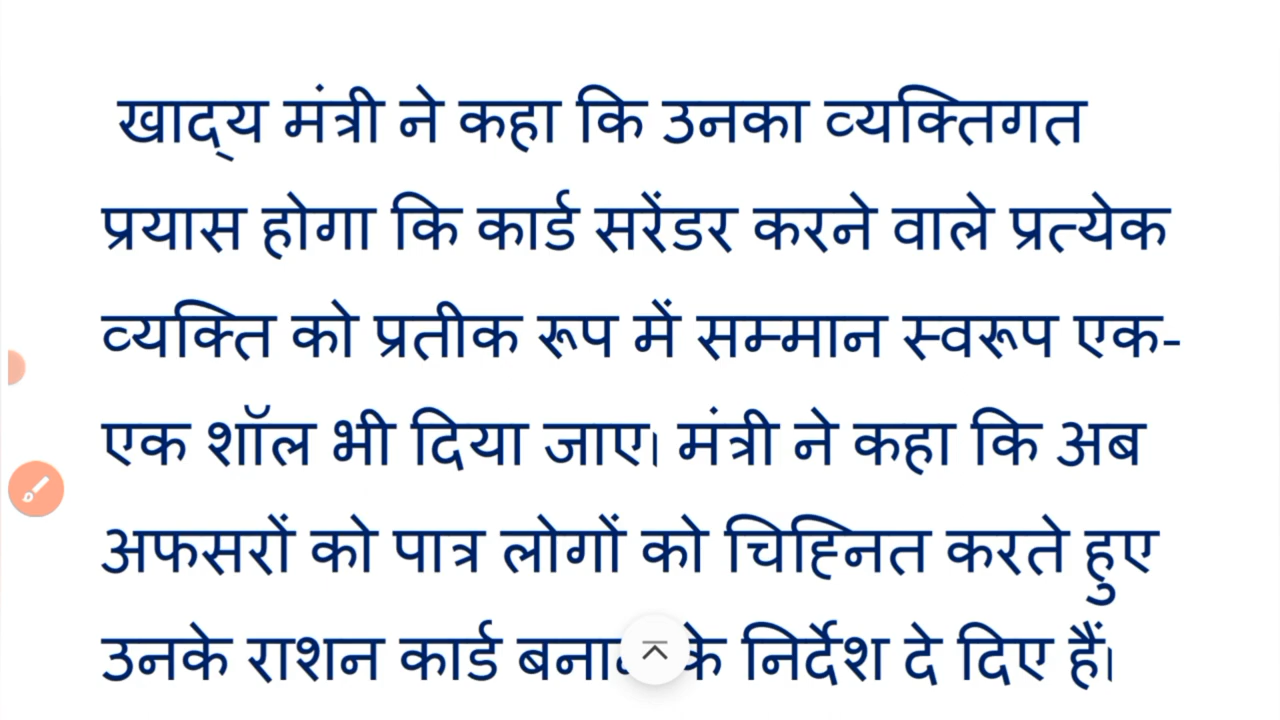 खाद्य मंत्री ने कहा कि उनका व्यक्तिगत
प्रयास होगा कि कार्ड सरेंडर करने वाले प्रत्येक
व्यक्ति को प्रतीक रूप में सम्मान स्वरूप एक-
एक शॉल भी दिया जाए। मंत्री ने कहा कि अब
अफसरों को पात्र लोगों को चिह्नित करते हुए
उनके राशन कार्ड के निर्देश दे दिए हैं।